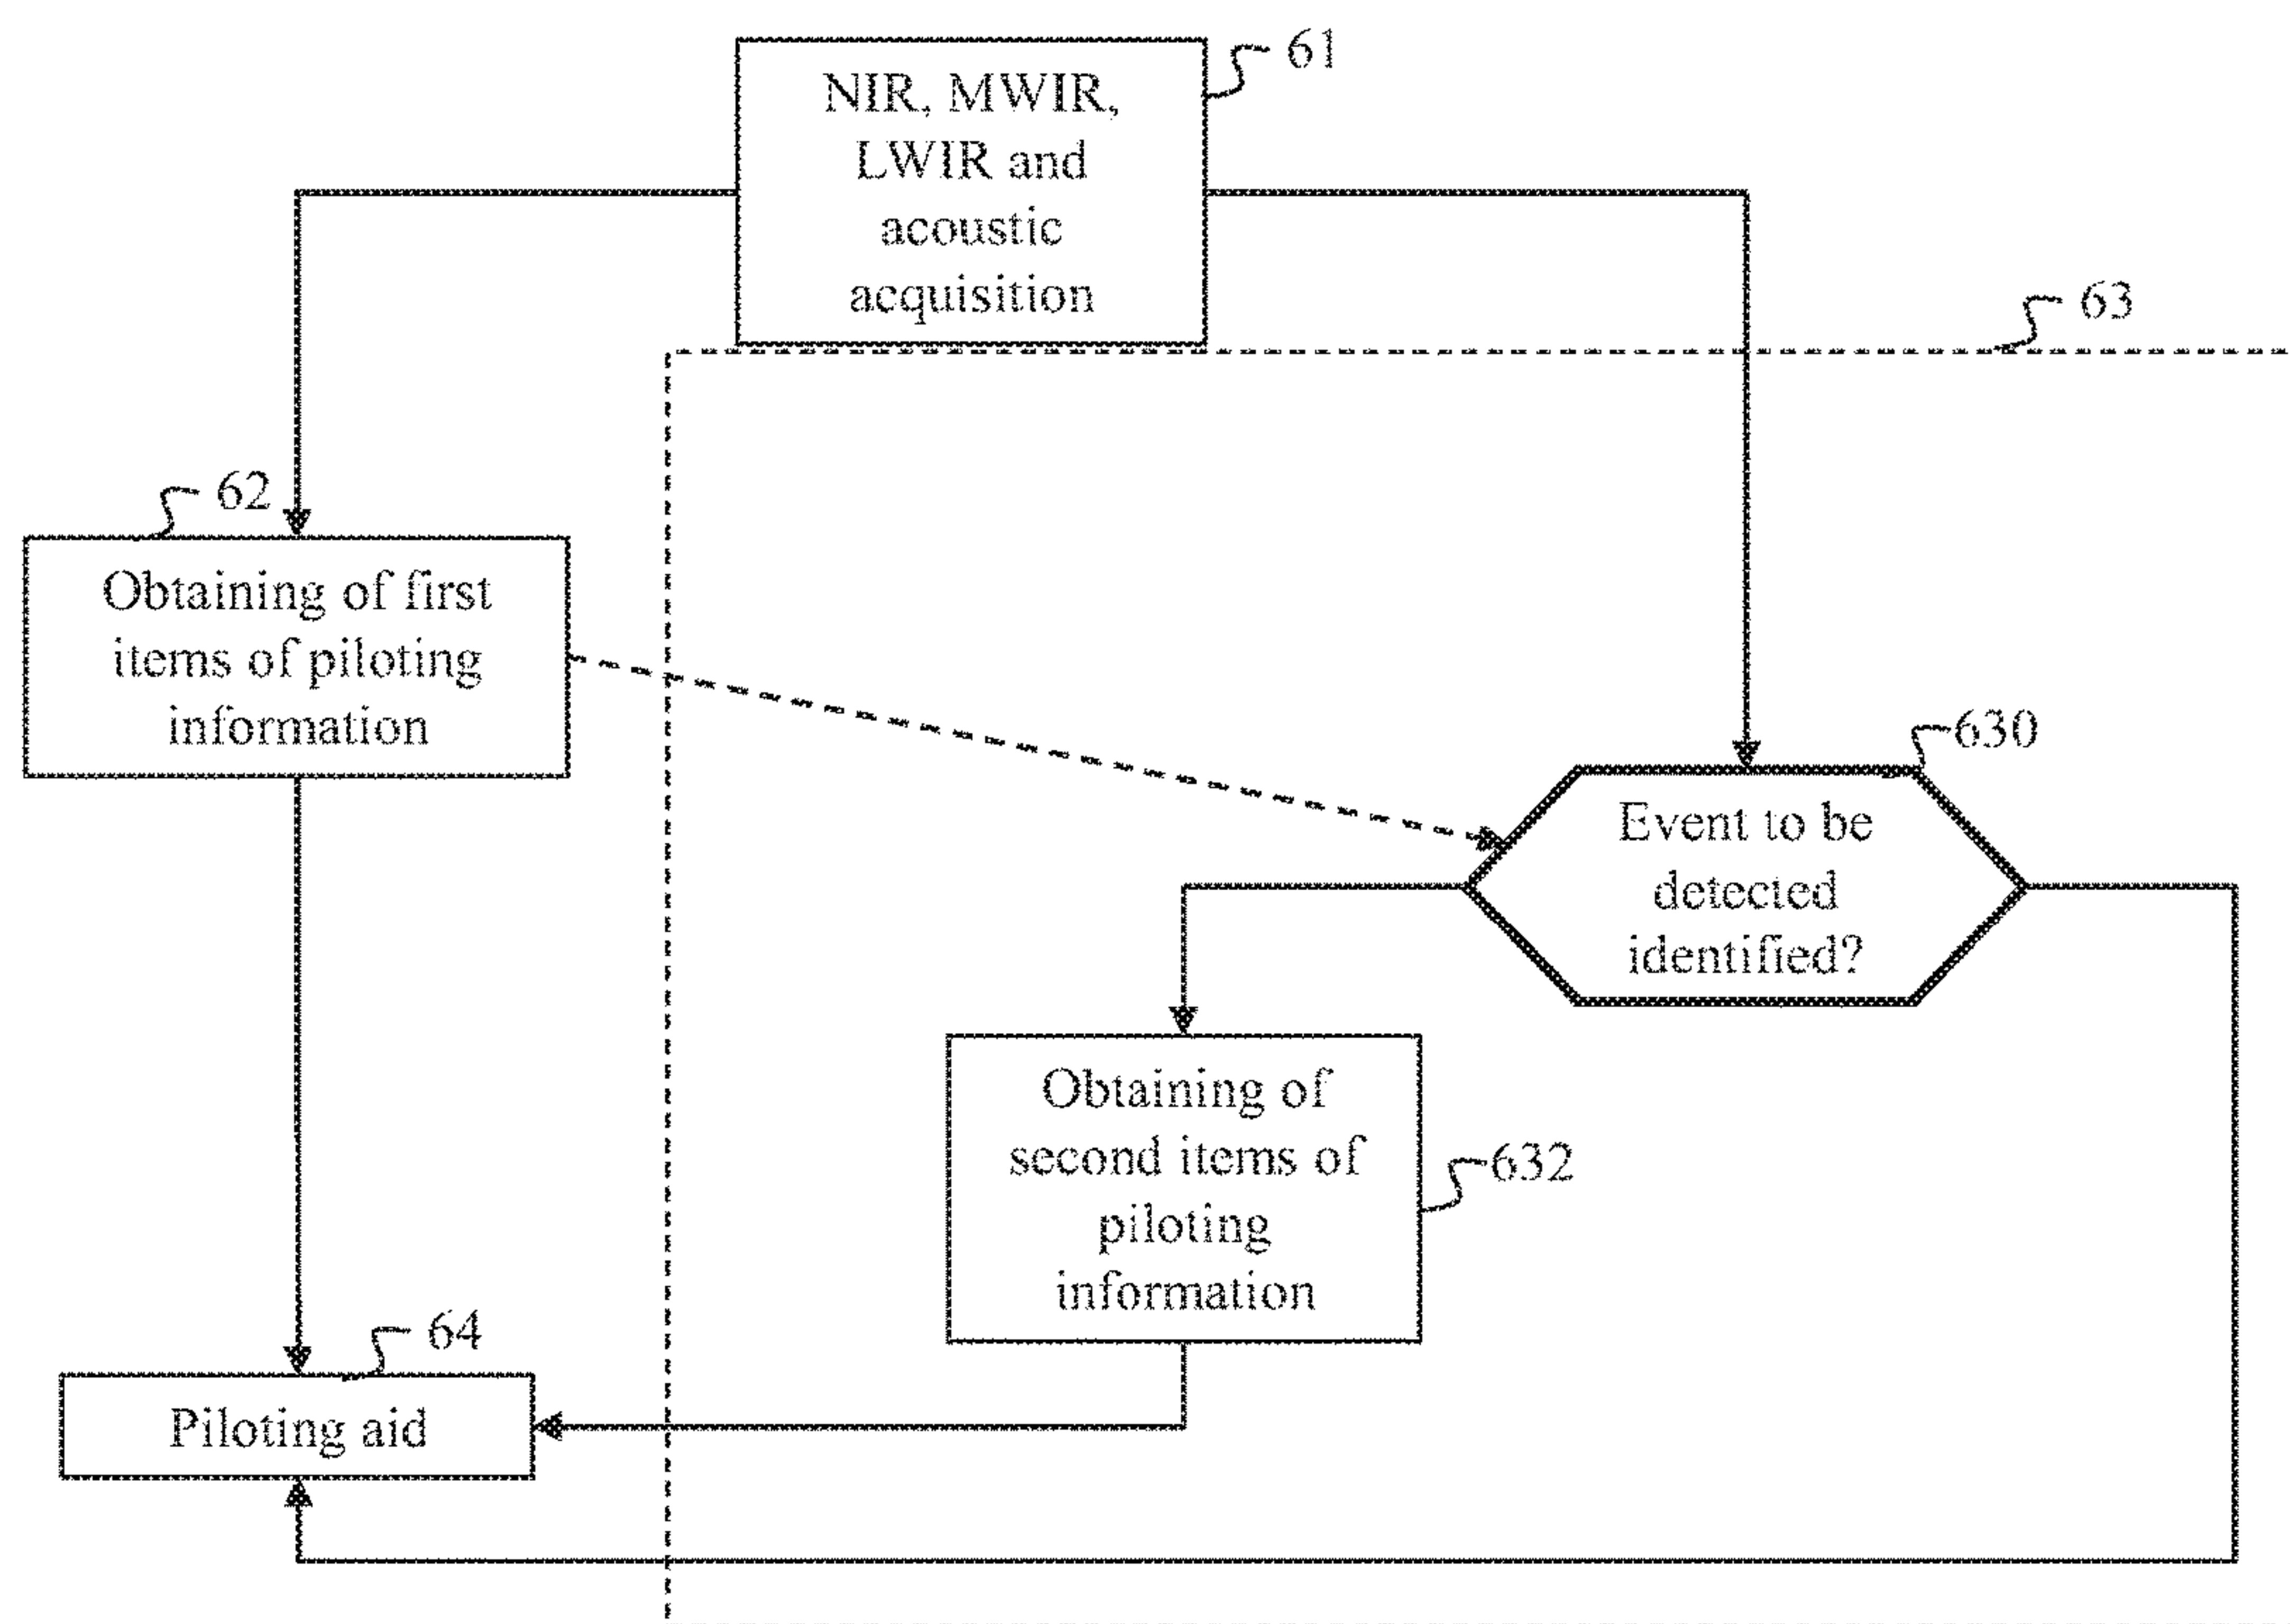 61
NIR, MWIR,
LWIR and
acoustic
acquisition
63
62
Obtaining of first
items of piloting
information
630
Event to be
detected
identified?
Obtaining of
second items of
piloting
information
632
64
Piloting aid